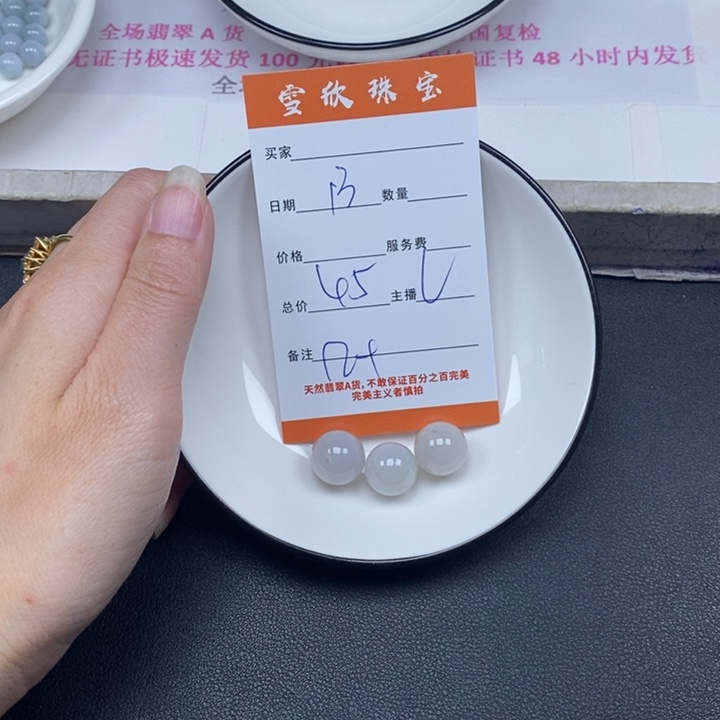 全场翡翠 A 货 国复检
无证书极速发货 100 证书 48 小时内发货
全
雪欣珠宝
买家
日期 13 数量
价格 服务费
总价 45 主播
备注
天然翡翠A货，不敢保证百分之百完美
完美主义者慎拍